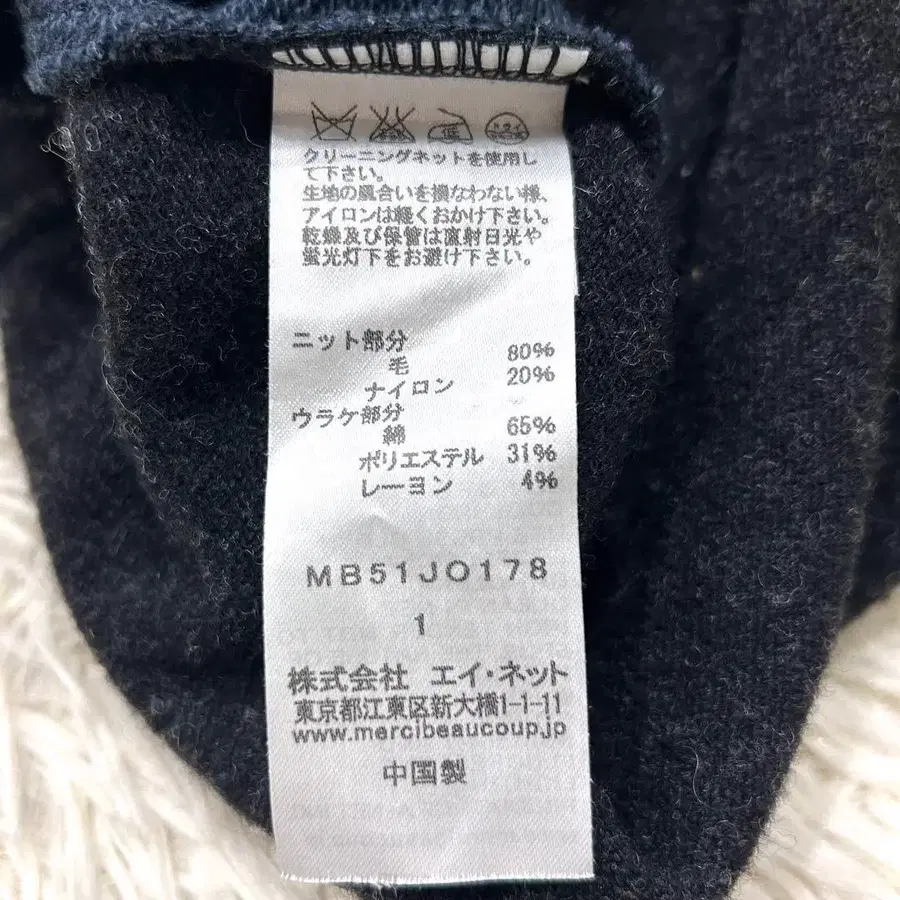 クリーニングネットを使用し
て下さい。
生地の風合いを損なわない様、
アイロンは軽くおかけ下さい。
乾燥及び保管は直射日光や
蛍光灯下をお避け下さい。
ニット部分
毛 80%
ナイロン 20%
ウラケ部分
綿 65%
ポリエステル 31%
レーヨン 4%
MB51JO178
1
株式会社 エイ・ネット
東京都江東区新大橋1-1-11
www.mercibeaucoup.jp
中国製